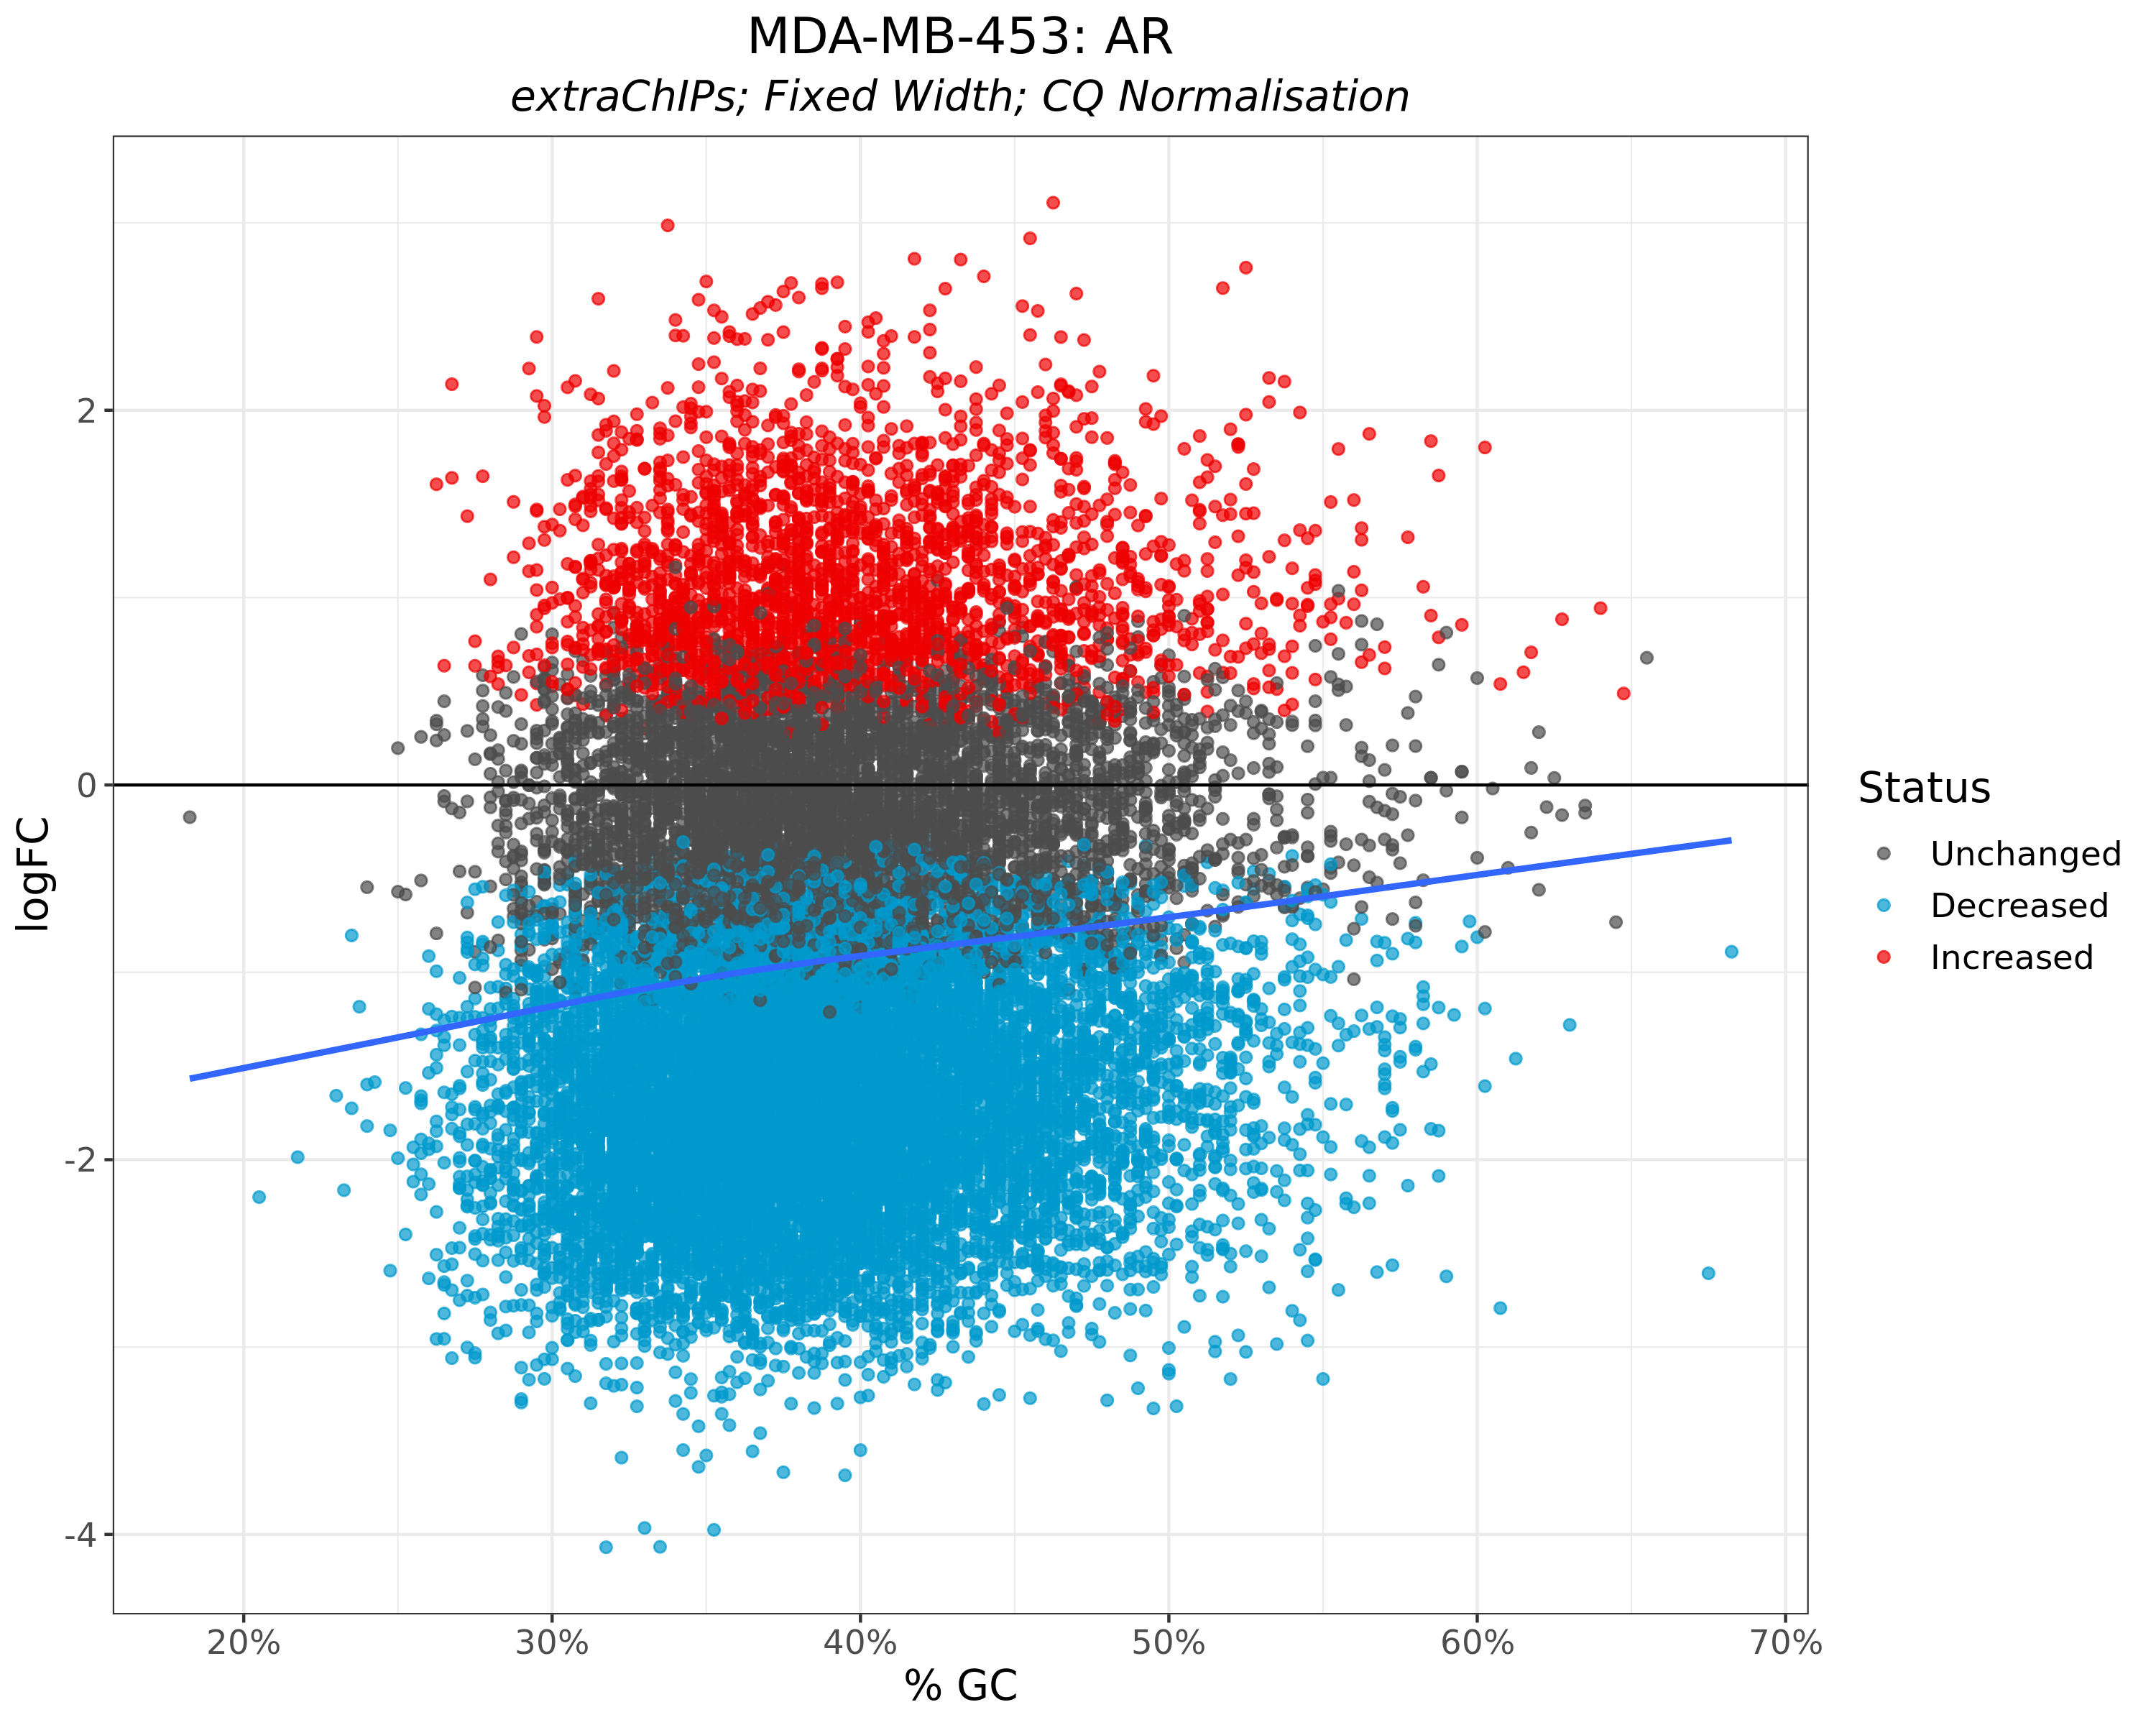 MDA-MB-453: AR
extraChIPs; Fixed Width; CQ Normalisation
logFC
2
0
-2
-4
20% 30% 40% 50% 60% 70%
% GC
Status
Unchanged
Decreased
Increased